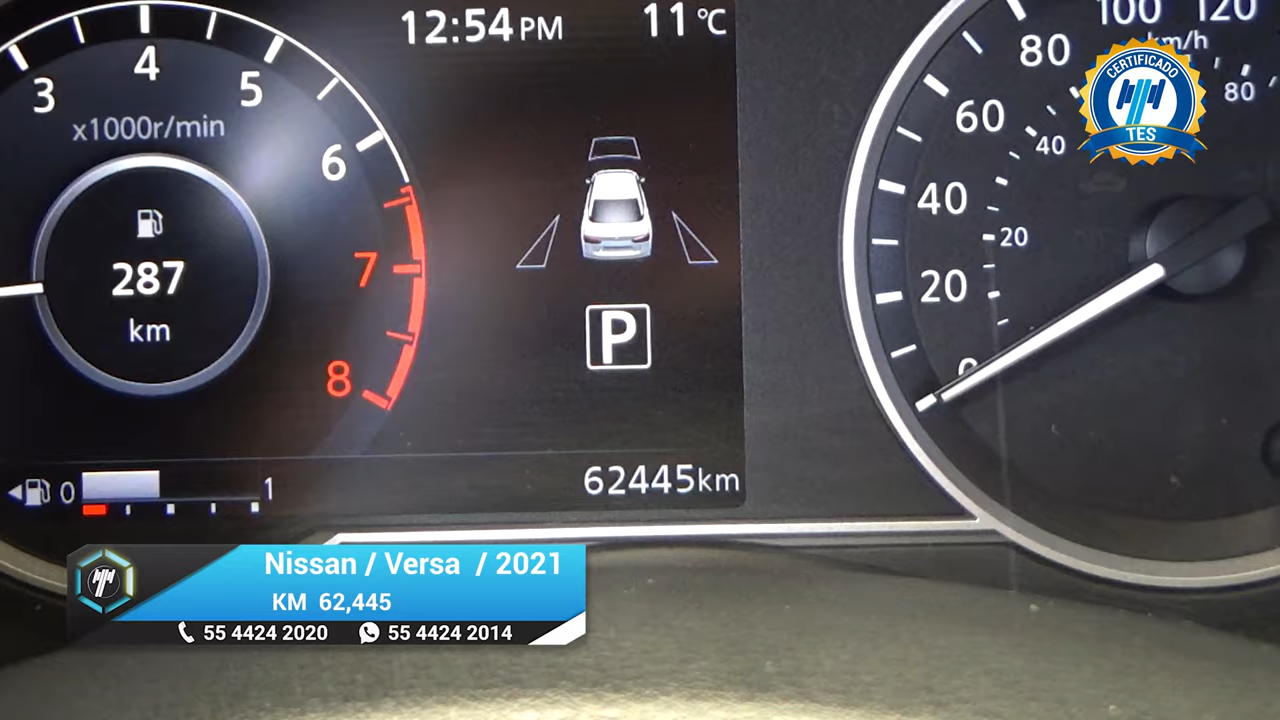 12:54 PM 11 °C
3 4 5 6 7 8
x1000r/min
287
km
0 1
P
62445km
0 20 40 60 80 100 120
km/h
20 40 80
CERTIFICADO
TES
Nissan / Versa / 2021
KM 62,445
55 4424 2020 55 4424 2014